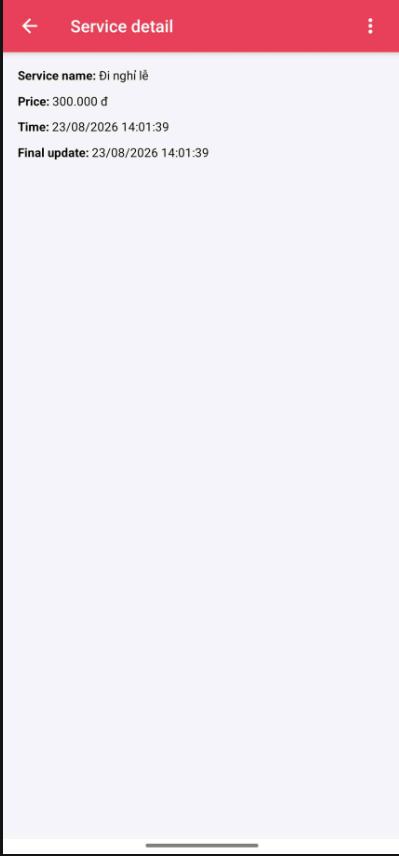 Service detail
Service name: Đi nghỉ lễ
Price: 300.000 đ
Time: 23/08/2026 14:01:39
Final update: 23/08/2026 14:01:39